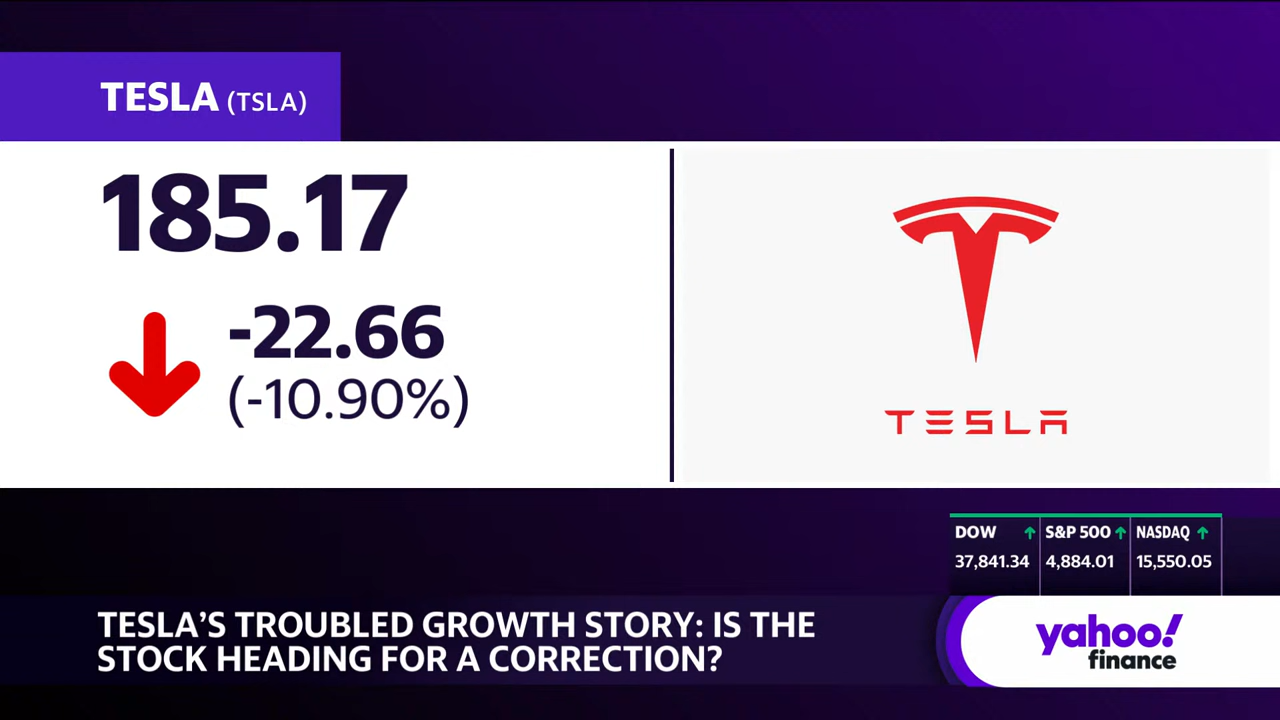 TESLA (TSLA)
185.17
-22.66
(-10.90%)
TESLA
DOW
37,841.34
S&P 500
4,884.01
NASDAQ
15,550.05
TESLA'S TROUBLED GROWTH STORY: IS THE
STOCK HEADING FOR A CORRECTION?
yahoo!
finance